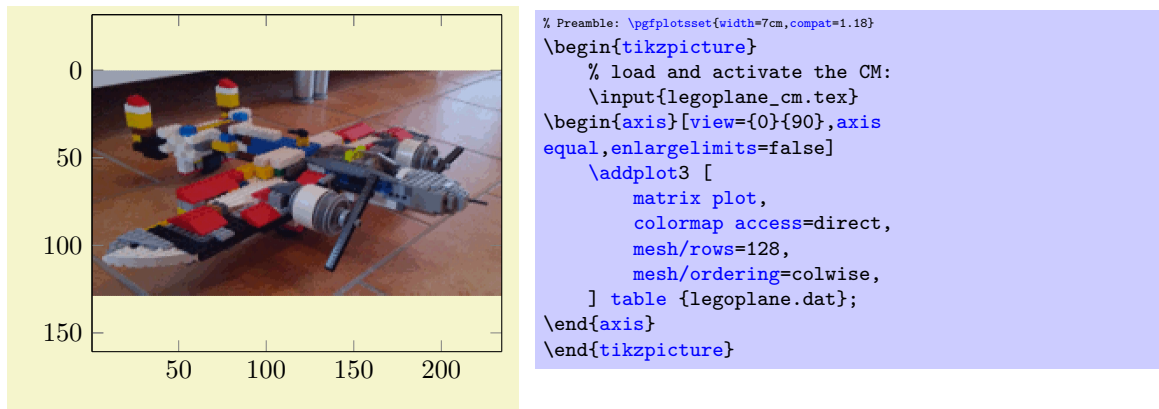 0
50
100
150
50 100 150 200
% Preamble: \pgfplotsset{width=7cm,compat=1.18}
\begin{tikzpicture}
% load and activate the CM:
\input{legoplane_cm.tex}
\begin{axis}[view={0}{90},axis
equal,enlargelimits=false]
\addplot3 [
matrix plot,
colormap access=direct,
mesh/rows=128,
mesh/ordering=colwise,
] table {legoplane.dat};
\end{axis}
\end{tikzpicture}